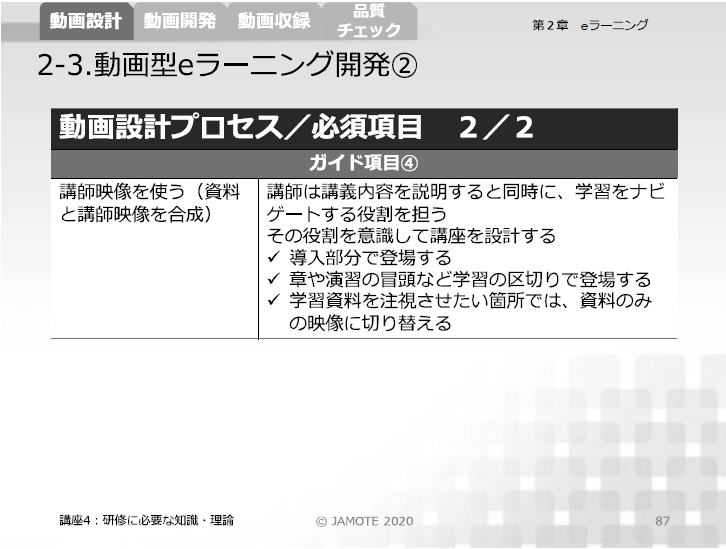 動画設計
動画開発
動画収録
品質
チェック
第２章　eラーニング
2-3.動画型eラーニング開発②
動画設計プロセス／必須項目　２／２
ガイド項目④
講師映像を使う（資料
と講師映像を合成）
講師は講義内容を説明すると同時に、学習をナビ
ゲートする役割を担う
その役割を意識して講座を設計する
✓ 導入部分で登場する
✓ 章や演習の冒頭など学習の区切りで登場する
✓ 学習資料を注視させたい箇所では、資料のみ
の映像に切り替える
講座4：研修に必要な知識・理論
© JAMOTE 2020
87